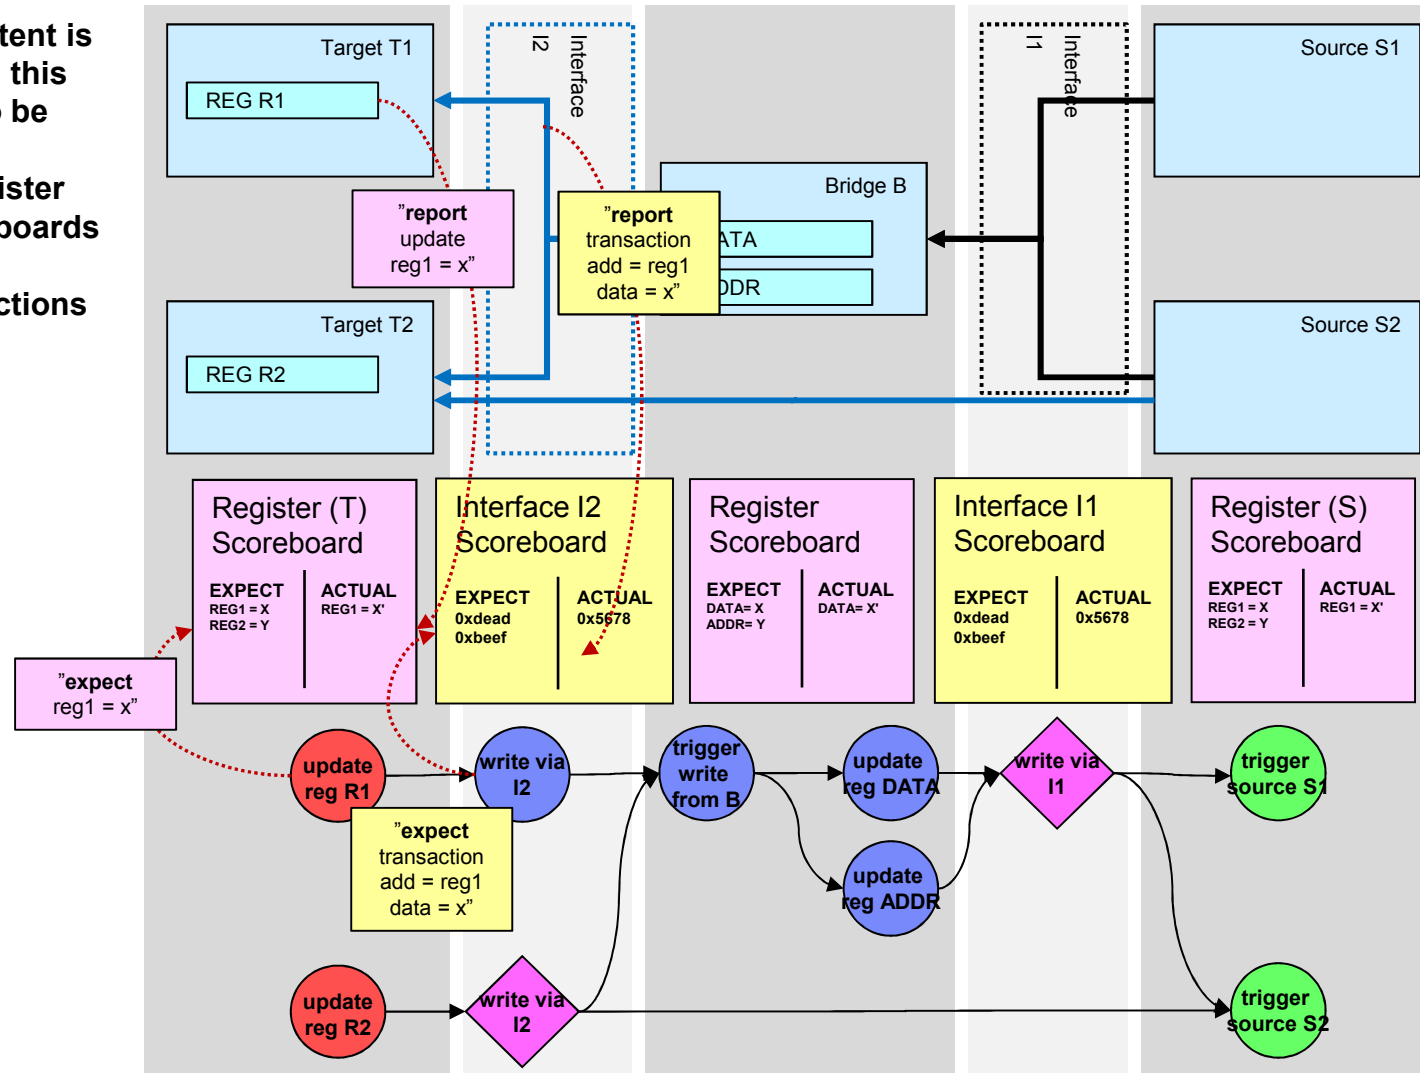 tent is
this
be
ister
boards
ctions
Target T1
REG R1
Interface
I2
Interface
I1
Source S1
Bridge B
ATA
DDR
"report
update
reg1 = x"
"report
transaction
add = reg1
data = x"
Target T2
REG R2
Source S2
Register (T)
Scoreboard
EXPECT
REG1 = X
REG2 = Y
ACTUAL
REG1 = X'
Interface I2
Scoreboard
EXPECT
0xdead
0xbeef
ACTUAL
0x5678
Register
Scoreboard
EXPECT
DATA= X
ADDR= Y
ACTUAL
DATA= X'
Interface I1
Scoreboard
EXPECT
0xdead
0xbeef
ACTUAL
0x5678
Register (S)
Scoreboard
EXPECT
REG1 = X
REG2 = Y
ACTUAL
REG1 = X'
"expect
reg1 = x"
update
reg R1
write via
I2
trigger
write
from B
update
reg DATA
write via
I1
trigger
source S1
"expect
transaction
add = reg1
data = x"
update
reg ADDR
update
reg R2
write via
I2
trigger
source S2